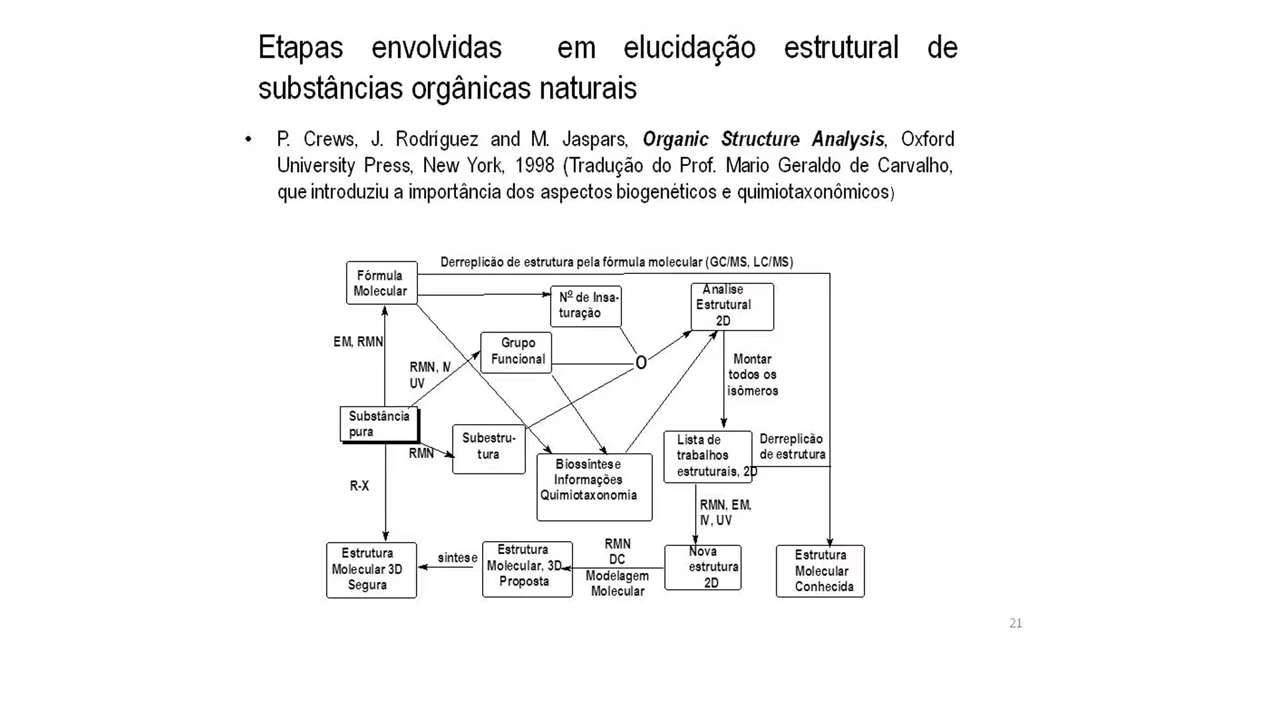 Etapas envolvidas em elucidação estrutural de
substâncias orgânicas naturais
• P. Crews, J. Rodríguez and M. Jaspars, Organic Structure Analysis, Oxford
University Press, New York, 1998 (Tradução do Prof. Mario Geraldo de Carvalho,
que introduziu a importância dos aspectos biogenéticos e quimiotaxonômicos)
Derreplicão de estrutura pela fórmula molecular (GC/MS, LC/MS)
Fórmula
Molecular
Nº de Insa-
turação
Analise
Estrutural
2D
EM, RMN
Grupo
Funcional
RMN, IV
UV
O
Montar
todos os
isômeros
Substância
pura
RMN
Subestru-
tura
Lista de
trabalhos
estruturais, 2D
Derreplicão
de estrutura
Biossíntese
Informações
Quimiotaxonomia
R-X
RMN, EM,
IV, UV
Estrutura
Molecular 3D
Segura
síntese
Estrutura
Molecular, 3D
Proposta
RMN
DC
Modelagem
Molecular
Nova
estrutura
2D
Estrutura
Molecular
Conhecida
21